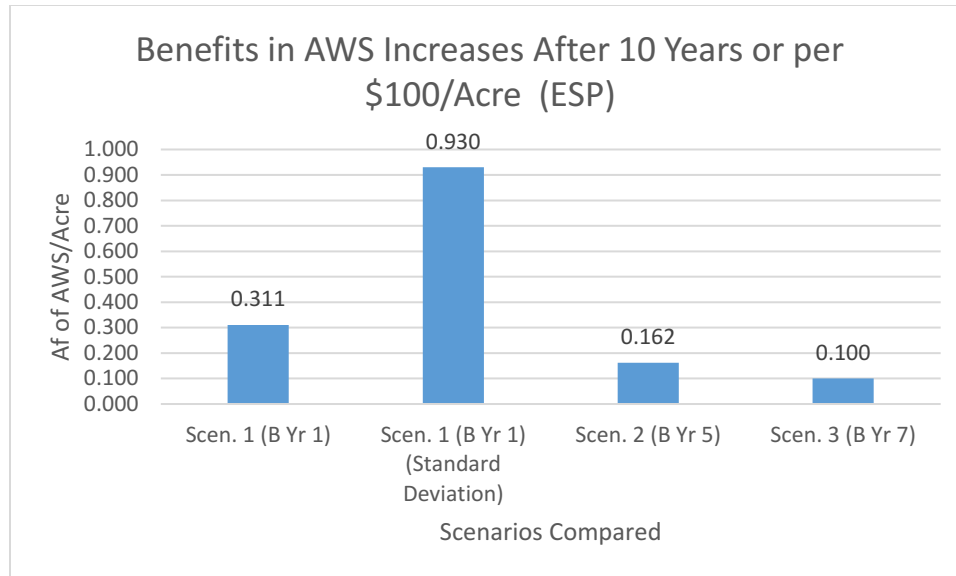 Benefits in AWS Increases After 10 Years or per
$100/Acre  (ESP)
0.930
1.000
0.900
0.800
0.700
0.600
0.500
0.400
0.300
0.200
0.100
0.000
Af of AWS/Acre
0.311
0.162
0.100
Scen. 1 (B Yr 1)
Scen. 1 (B Yr 1)
(Standard
Deviation)
Scen. 2 (B Yr 5)
Scen. 3 (B Yr 7)
Scenarios Compared